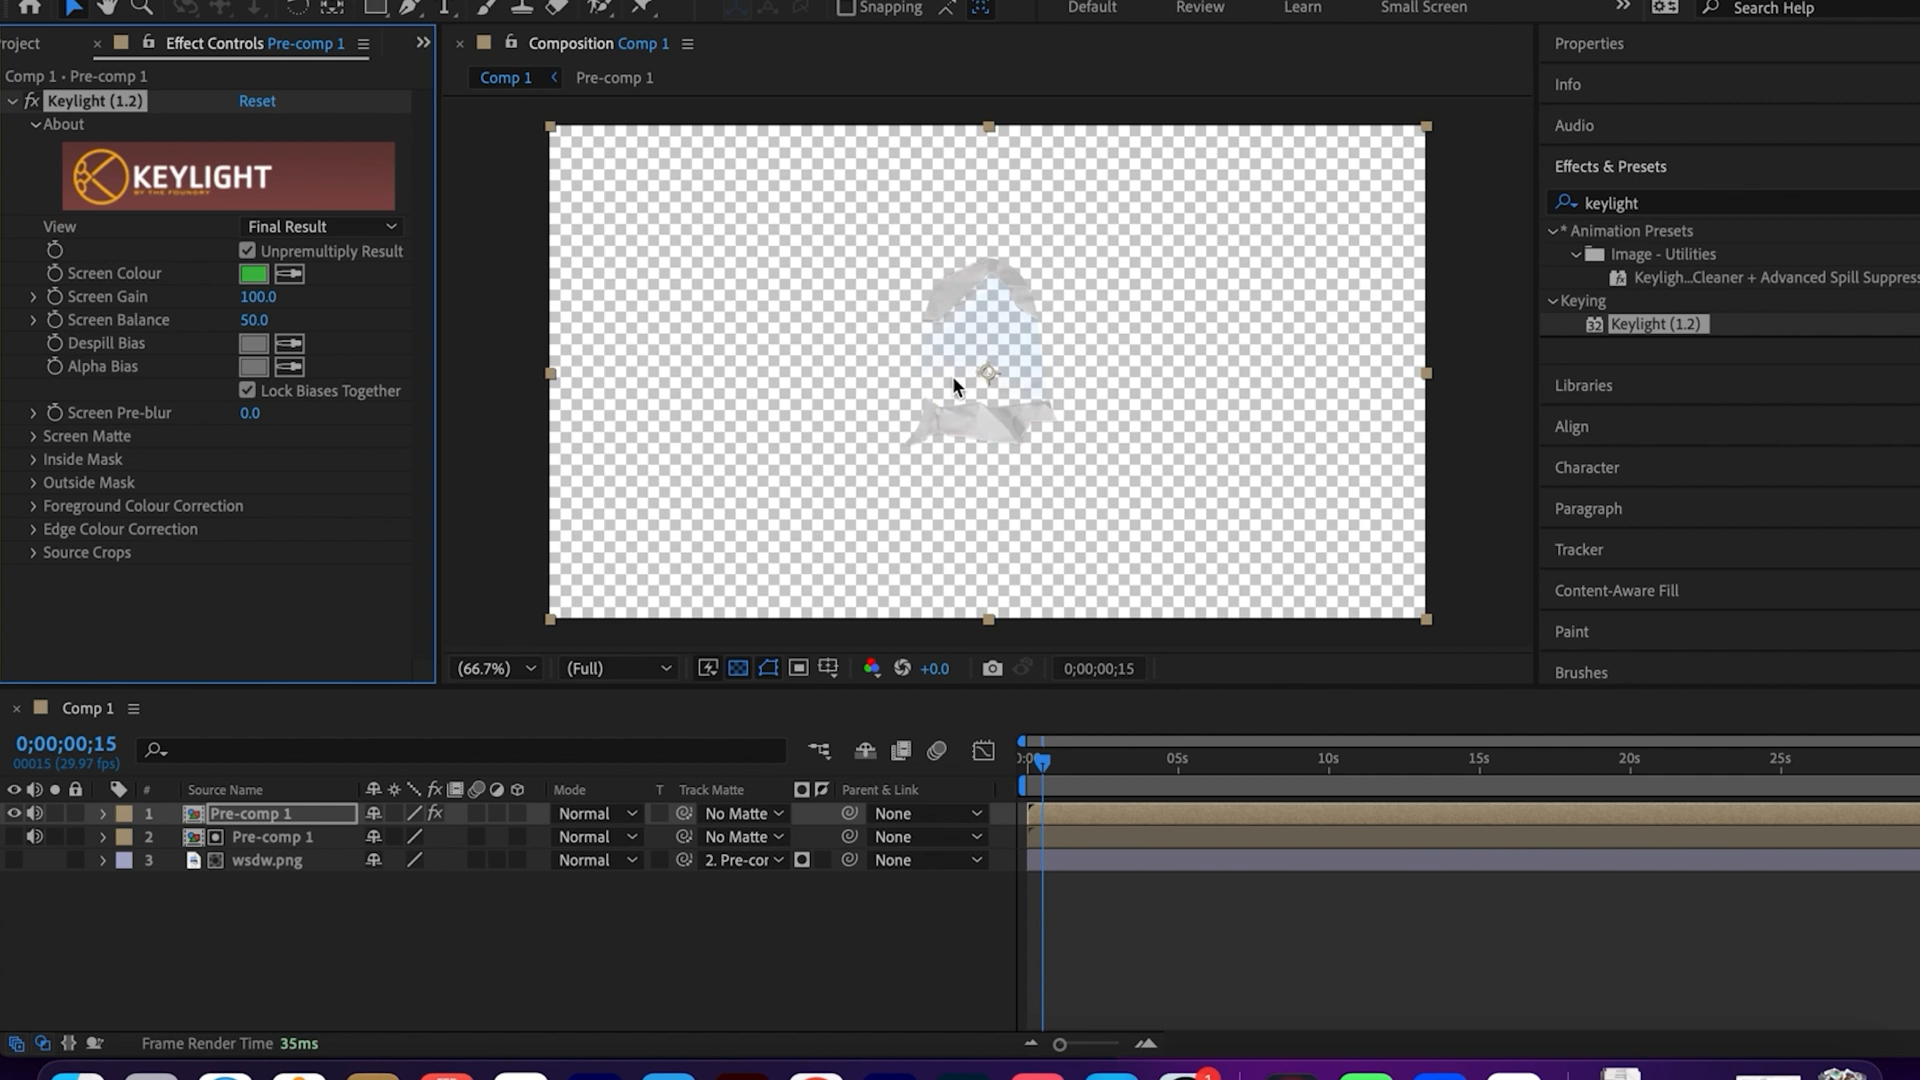 Snapping
Default
Review
Learn
Small Screen
Search Help
roject
Effect Controls Pre-comp 1
Composition Comp 1
Properties
Comp 1 • Pre-comp 1
Comp 1
Pre-comp 1
Info
fx Keylight (1.2)
Reset
About
Audio
KEYLIGHT
BY THE FOUNDRY
Effects & Presets
keylight
View
Final Result
* Animation Presets
Unpremultiply Result
Image - Utilities
Screen Colour
Keyligh...Cleaner + Advanced Spill Suppress
Screen Gain
100.0
Keying
Screen Balance
50.0
32 Keylight (1.2)
Despill Bias
Alpha Bias
Lock Biases Together
Libraries
Screen Pre-blur
0.0
Align
Screen Matte
Inside Mask
Character
Outside Mask
Foreground Colour Correction
Paragraph
Edge Colour Correction
Source Crops
Tracker
Content-Aware Fill
Paint
(66.7%)
(Full)
+0.0
0;00;00;15
Brushes
Comp 1
0;00;00;15
00015 (29.97 fps)
05s
10s
15s
20s
25s
#
Source Name
fx
Mode
T
Track Matte
Parent & Link
1
Pre-comp 1
fx
Normal
No Matte
None
2
Pre-comp 1
Normal
No Matte
None
3
wsdw.png
Normal
2. Pre-cor
None
Frame Render Time 35ms
1